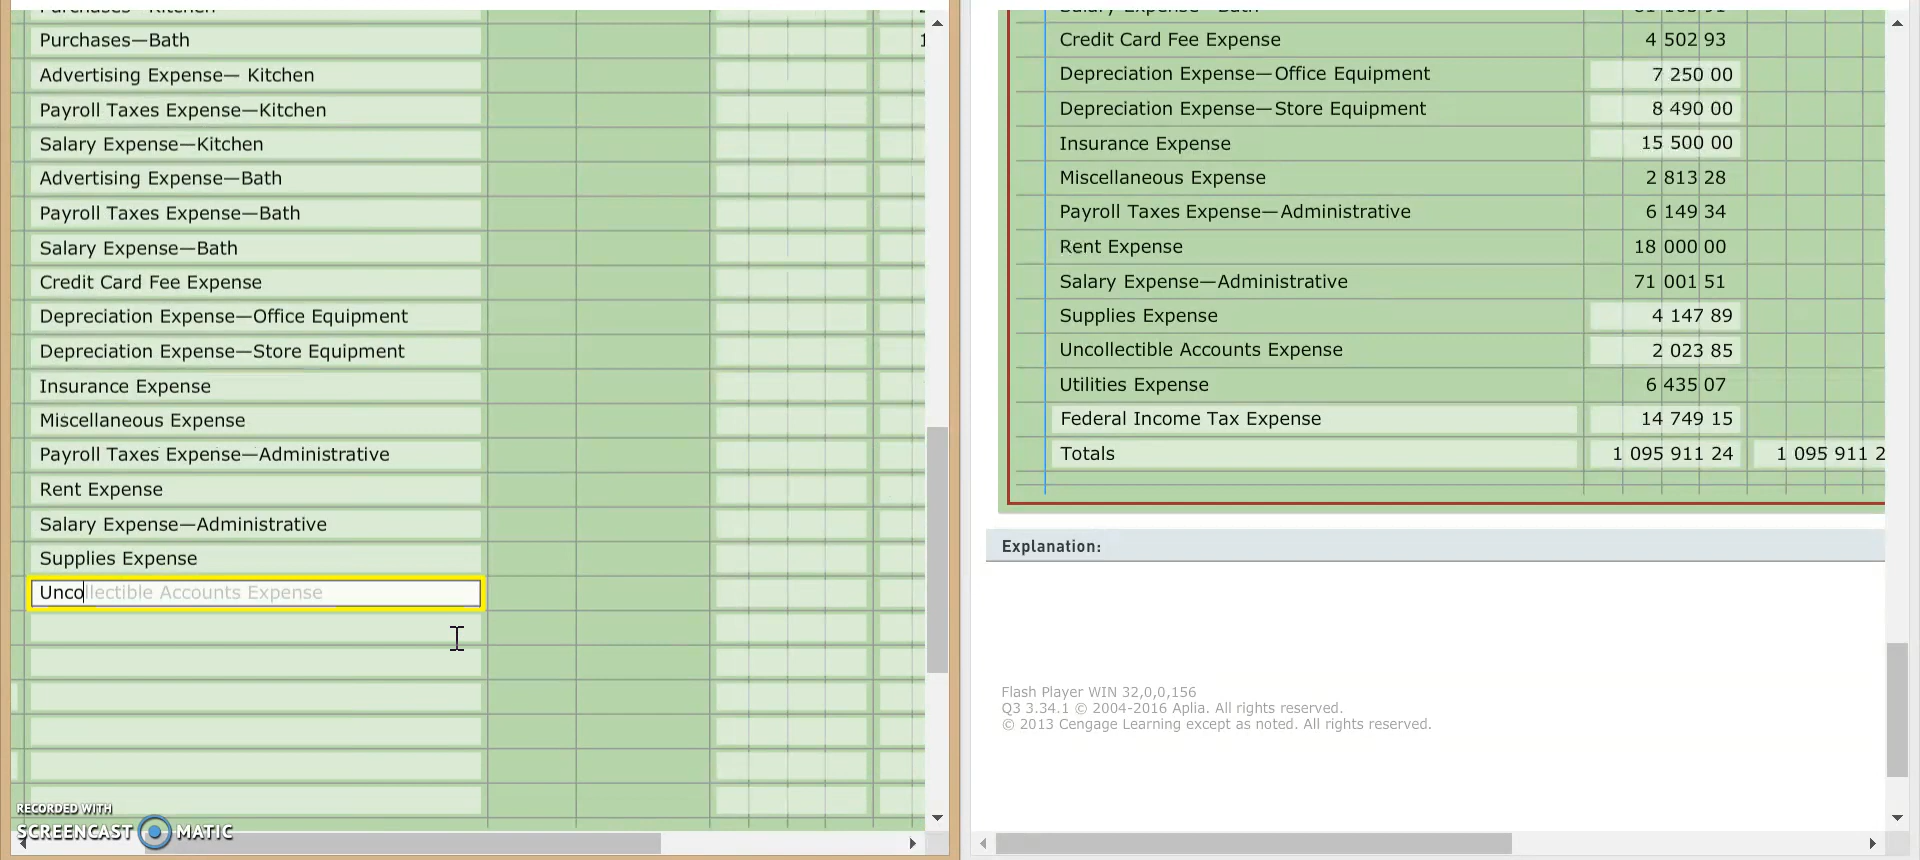 Purchases—Kitchen
Purchases—Bath
Advertising Expense— Kitchen
Payroll Taxes Expense—Kitchen
Salary Expense—Kitchen
Advertising Expense—Bath
Payroll Taxes Expense—Bath
Salary Expense—Bath
Credit Card Fee Expense
Depreciation Expense—Office Equipment
Depreciation Expense—Store Equipment
Insurance Expense
Miscellaneous Expense
Payroll Taxes Expense—Administrative
Rent Expense
Salary Expense—Administrative
Supplies Expense
Uncollectible Accounts Expense
RECORDED WITH
SCREENCAST MATIC
Salary Expense—Bath
Credit Card Fee Expense 4 502 93
Depreciation Expense—Office Equipment 7 250 00
Depreciation Expense—Store Equipment 8 490 00
Insurance Expense 15 500 00
Miscellaneous Expense 2 813 28
Payroll Taxes Expense—Administrative 6 149 34
Rent Expense 18 000 00
Salary Expense—Administrative 71 001 51
Supplies Expense 4 147 89
Uncollectible Accounts Expense 2 023 85
Utilities Expense 6 435 07
Federal Income Tax Expense 14 749 15
Totals 1 095 911 24 1 095 911 2
Explanation:
Flash Player WIN 32,0,0,156
Q3 3.34.1 © 2004-2016 Aplia. All rights reserved.
© 2013 Cengage Learning except as noted. All rights reserved.